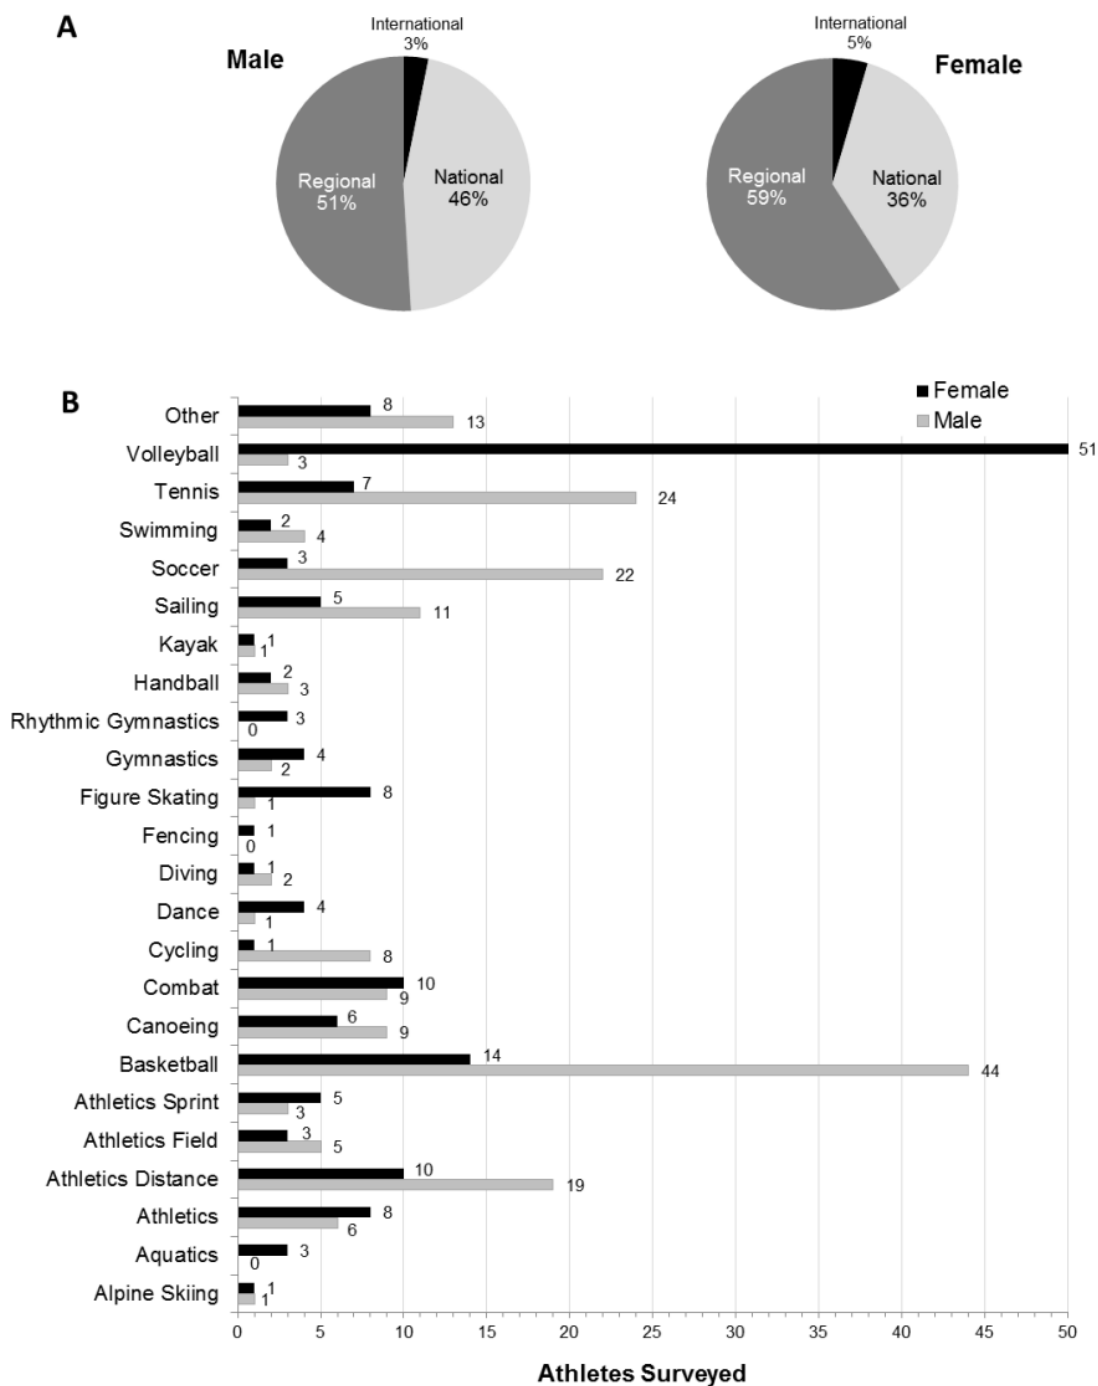 A
Male
International
3%
Regional
51%
National
46%
International
5%
Female
Regional
59%
National
36%
B
Female
Male
Other 8
13
Volleyball 51
3
Tennis 7
24
Swimming 2
4
Soccer 3
22
Sailing 5
11
Kayak 1
1
Handball 2
3
Rhythmic Gymnastics 3
0
Gymnastics 4
2
Figure Skating 8
1
Fencing 1
0
Diving 1
2
Dance 4
1
Cycling 1
8
Combat 10
9
Canoeing 6
9
Basketball 14
44
Athletics Sprint 5
3
Athletics Field 3
5
Athletics Distance 10
19
Athletics 8
6
Aquatics 3
0
Alpine Skiing 1
1
0 5 10 15 20 25 30 35 40 45 50
Athletes Surveyed